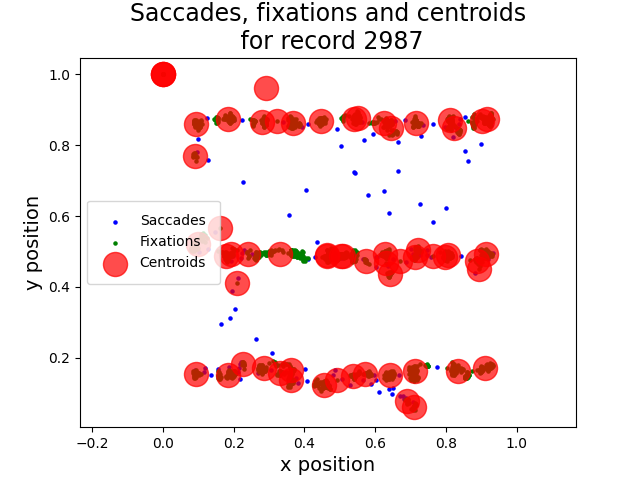 Saccades, fixations and centroids
for record 2987
y position
1.0
0.8
0.6
0.4
0.2
Saccades
Fixations
Centroids
−0.2
0.0
0.2
0.4
0.6
0.8
1.0
x position